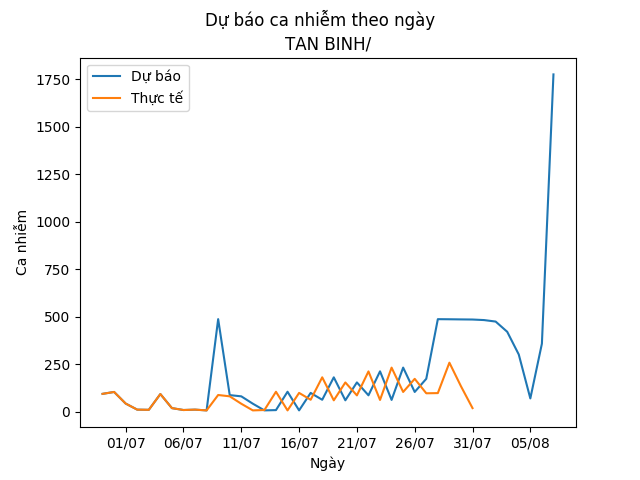 Dự báo ca nhiễm theo ngày
TAN BINH/
Dự báo
Thực tế
Ca nhiễm
1750
1500
1250
1000
750
500
250
0
01/07
06/07
11/07
16/07
21/07
26/07
31/07
05/08
Ngày